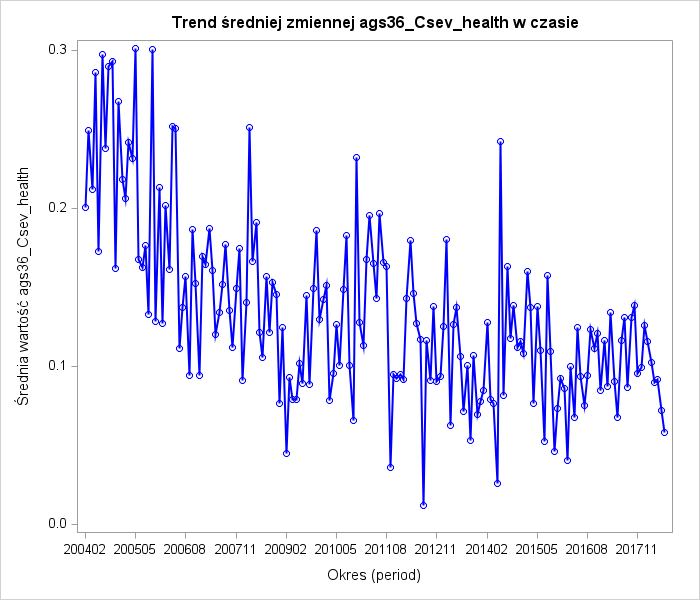 Trend średniej zmiennej ags36_Csev_health w czasie
Średnia wartość ags36_Csev_health
0.3
0.2
0.1
0.0
200402 200505 200608 200711 200902 201005 201108 201211 201402 201505 201608 201711
Okres (period)